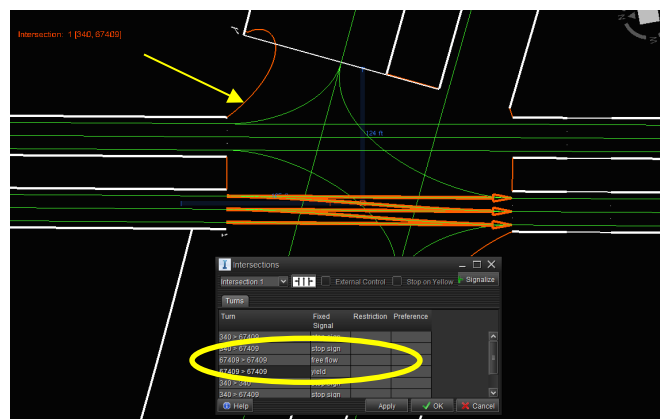 Intersection: 1 [340, 67409]
124 ft
Intersections
Intersection 1
External Control
Stop on Yellow
Signalize
Turns
Turn
Fixed Signal
Restriction
Preference
340 > 67409
stop sign
340 > 67409
stop sign
67409 > 67409
free flow
67409 > 67409
yield
340 > 340
stop sign
Help
Apply
OK
Cancel